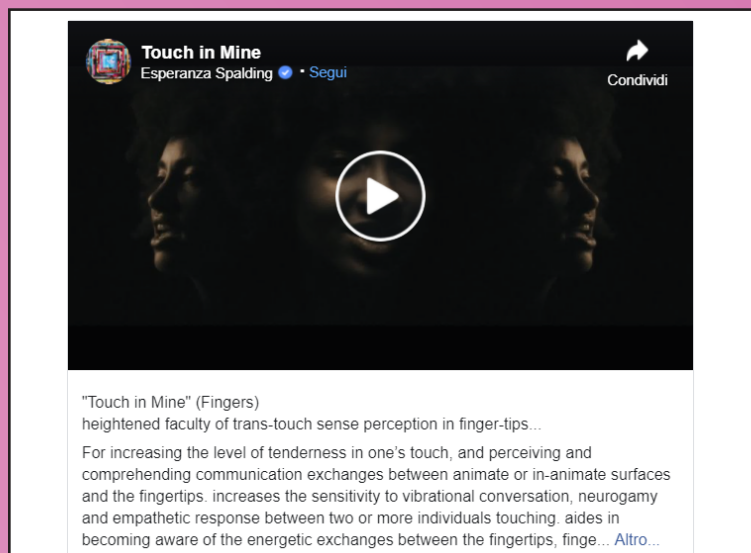 Touch in Mine
Esperanza Spalding • Segui
Condividi
"Touch in Mine" (Fingers)
heightened faculty of trans-touch sense perception in finger-tips...
For increasing the level of tenderness in one’s touch, and perceiving and
comprehending communication exchanges between animate or in-animate surfaces
and the fingertips. increases the sensitivity to vibrational conversation, neurogamy
and empathetic response between two or more individuals touching. aides in
becoming aware of the energetic exchanges between the fingertips, finge... Altro...